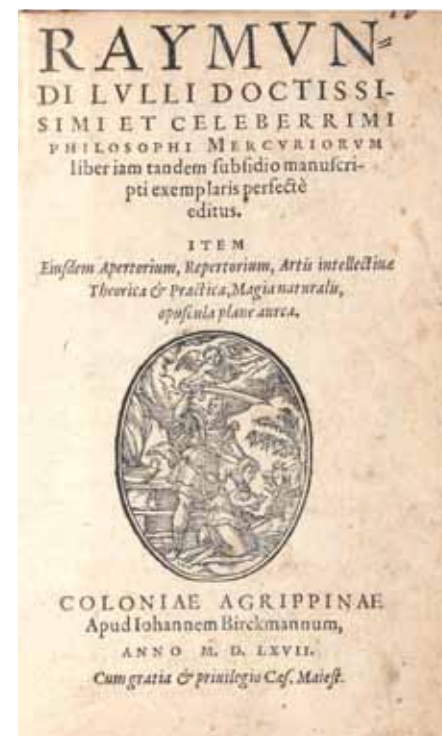 RAYMVN=
DI LVLLI DOCTISSI-
SIMI ET CELEBERRIMI
PHILOSOPHI MERCVRIORVM
liber iam tandem ſubſidio manuſcri-
pti exemplaris perfectè
editus.
ITEM
Eiuſdem Apertorium, Repertorium, Artis intellectiuæ
Theorica & Practica, Magia naturalis,
opuſcula plane aurea.
COLONIAE AGRIPPINAE
Apud Iohannem Birckmannum,
ANNO M. D. LXVII.
Cum gratia & priuilegio Cæſ. Maieſt.